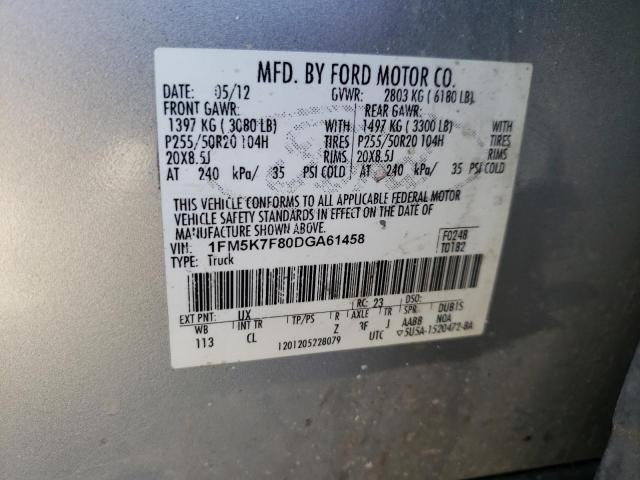 MFD. BY FORD MOTOR CO.
DATE: 05/12 GVWR: 2803 KG ( 6180 LB)
FRONT GAWR: REAR GAWR:
1397 KG ( 3080 LB) WITH 1497 KG ( 3300 LB) WITH
P255/50R20 104H TIRES P255/50R20 104H TIRES
20X8.5J RIMS 20X8.5J RIMS
AT 240 kPa/ 35 PSI COLD AT 240 kPa/ 35 PSI COLD
THIS VEHICLE CONFORMS TO ALL APPLICABLE FEDERAL MOTOR
VEHICLE SAFETY STANDARDS IN EFFECT ON THE DATE OF
MANUFACTURE SHOWN ABOVE.
VIN: 1FM5K7F80DGA61458 F0248
TYPE: Truck T0182
EXT PNT: UX RC: 23 DSO:
WB INT TR TP/PS R AXLE TR SPR DUBIS
113 CL Z 3F J AABB NOA
1201205228079 UTC 5U5A-1520472-BA